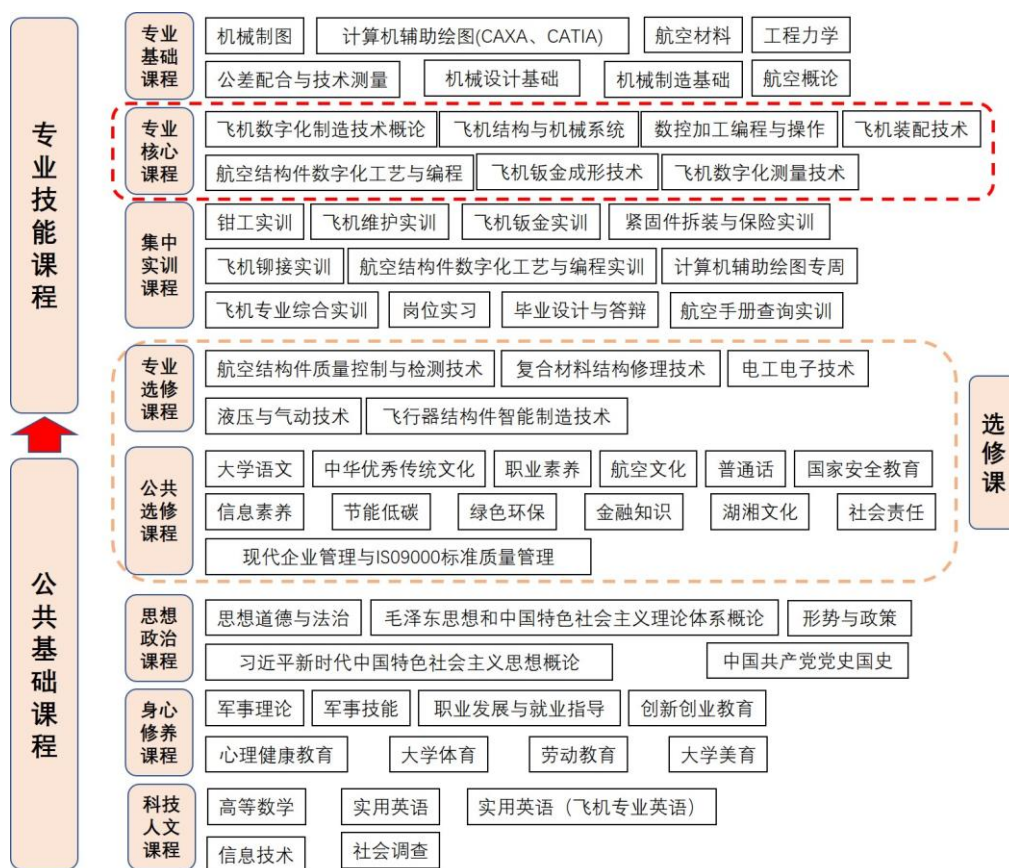 专业技能课程
专业基础课程
机械制图 计算机辅助绘图(CAXA、CATIA) 航空材料 工程力学
公差配合与技术测量 机械设计基础 机械制造基础 航空概论
专业核心课程
飞机数字化制造技术概论 飞机结构与机械系统 数控加工编程与操作 飞机装配技术
航空结构件数字化工艺与编程 飞机钣金成形技术 飞机数字化测量技术
集中实训课程
钳工实训 飞机维护实训 飞机钣金实训 紧固件拆装与保险实训
飞机铆接实训 航空结构件数字化工艺与编程实训 计算机辅助绘图专周
飞机专业综合实训 岗位实习 毕业设计与答辩 航空手册查询实训
专业选修课程
航空结构件质量控制与检测技术 复合材料结构修理技术 电工电子技术
液压与气动技术 飞行器结构件智能制造技术
选修课
公共基础课程
公共选修课程
大学语文 中华优秀传统文化 职业素养 航空文化 普通话 国家安全教育
信息素养 节能低碳 绿色环保 金融知识 湖湘文化 社会责任
现代企业管理与IS09000标准质量管理
思想政治课程
思想道德与法治 毛泽东思想和中国特色社会主义理论体系概论 形势与政策
习近平新时代中国特色社会主义思想概论 中国共产党党史国史
身心修养课程
军事理论 军事技能 职业发展与就业指导 创新创业教育
心理健康教育 大学体育 劳动教育 大学美育
科技人文课程
高等数学 实用英语 实用英语（飞机专业英语）
信息技术 社会调查